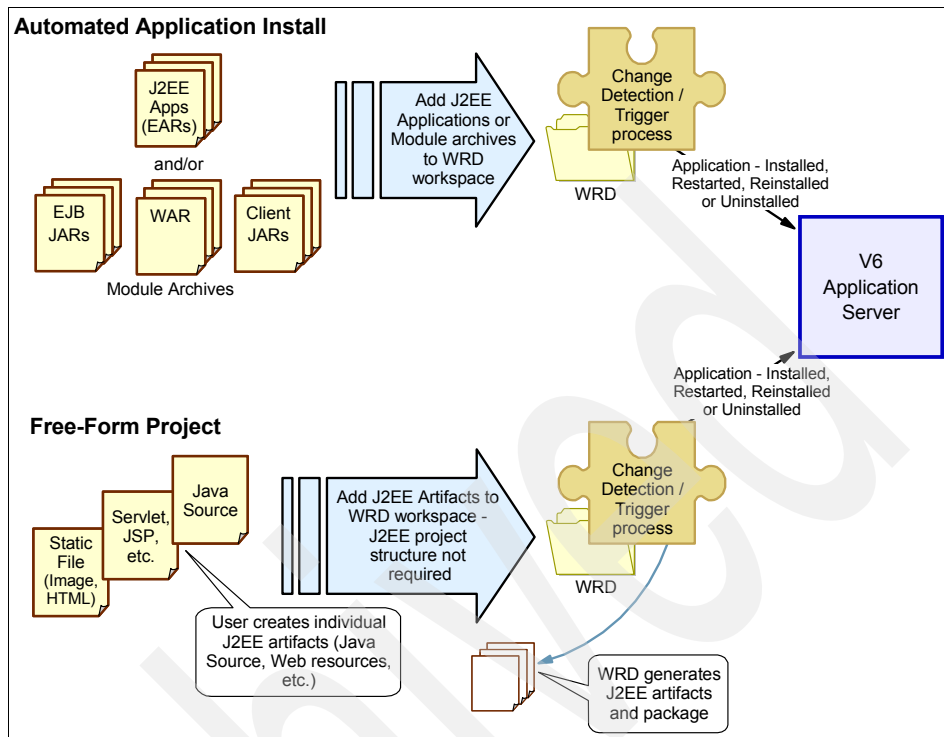 Automated Application Install
J2EE
Apps
(EARs)
and/or
EJB
JARs
WAR
Client
JARs
Module Archives
Add J2EE
Applications or
Module archives
to WRD
workspace
Change
Detection /
Trigger
process
WRD
Application - Installed,
Restarted, Reinstalled
or Uninstalled
V6
Application
Server
Application - Installed,
Restarted, Reinstalled
or Uninstalled
Free-Form Project
Java
Source
Servlet,
JSP,
etc.
Static
File
(Image,
HTML)
User creates individual
J2EE artifacts (Java
Source, Web resources,
etc.)
Add J2EE Artifacts to
WRD workspace -
J2EE project
structure not
required
Change
Detection /
Trigger
process
WRD
WRD generates
J2EE artifacts
and package